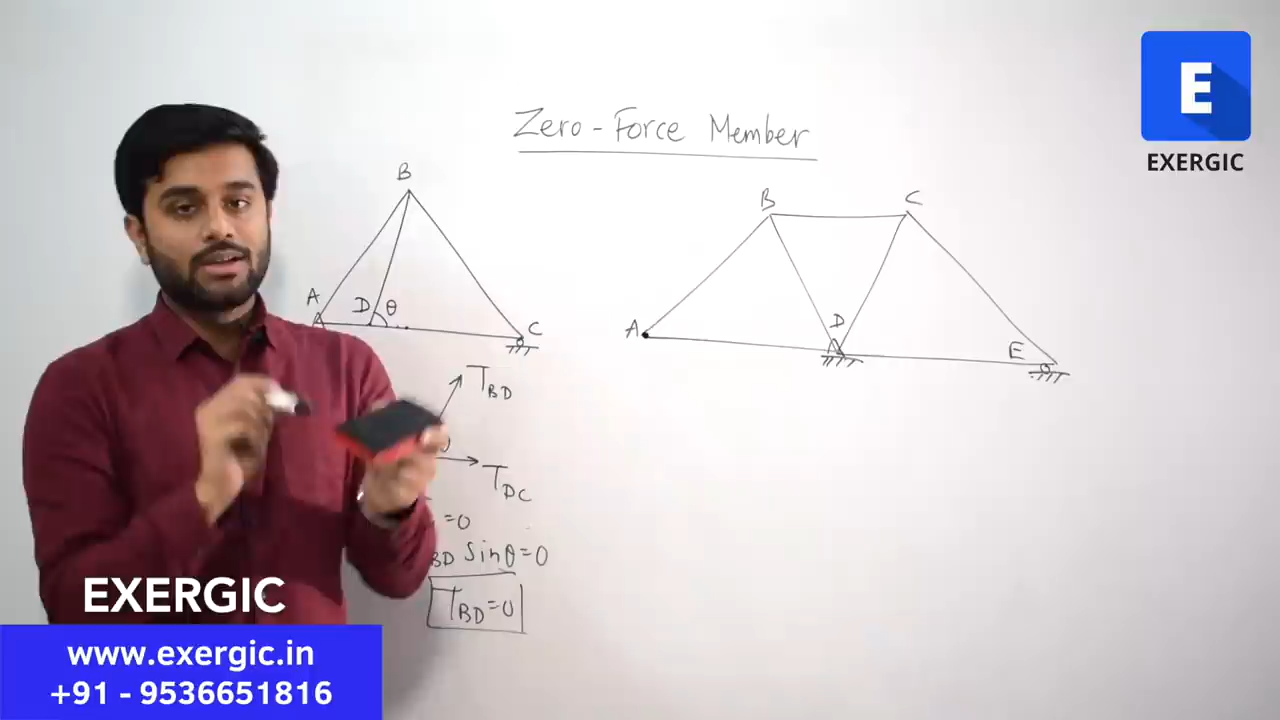 Zero-Force Member
B
A
D
θ
C
T_BD
T_DC
=0
BD Sinθ=0
T_BD=0
B
C
A
D
E
E
EXERGIC
EXERGIC
www.exergic.in
+91 - 9536651816